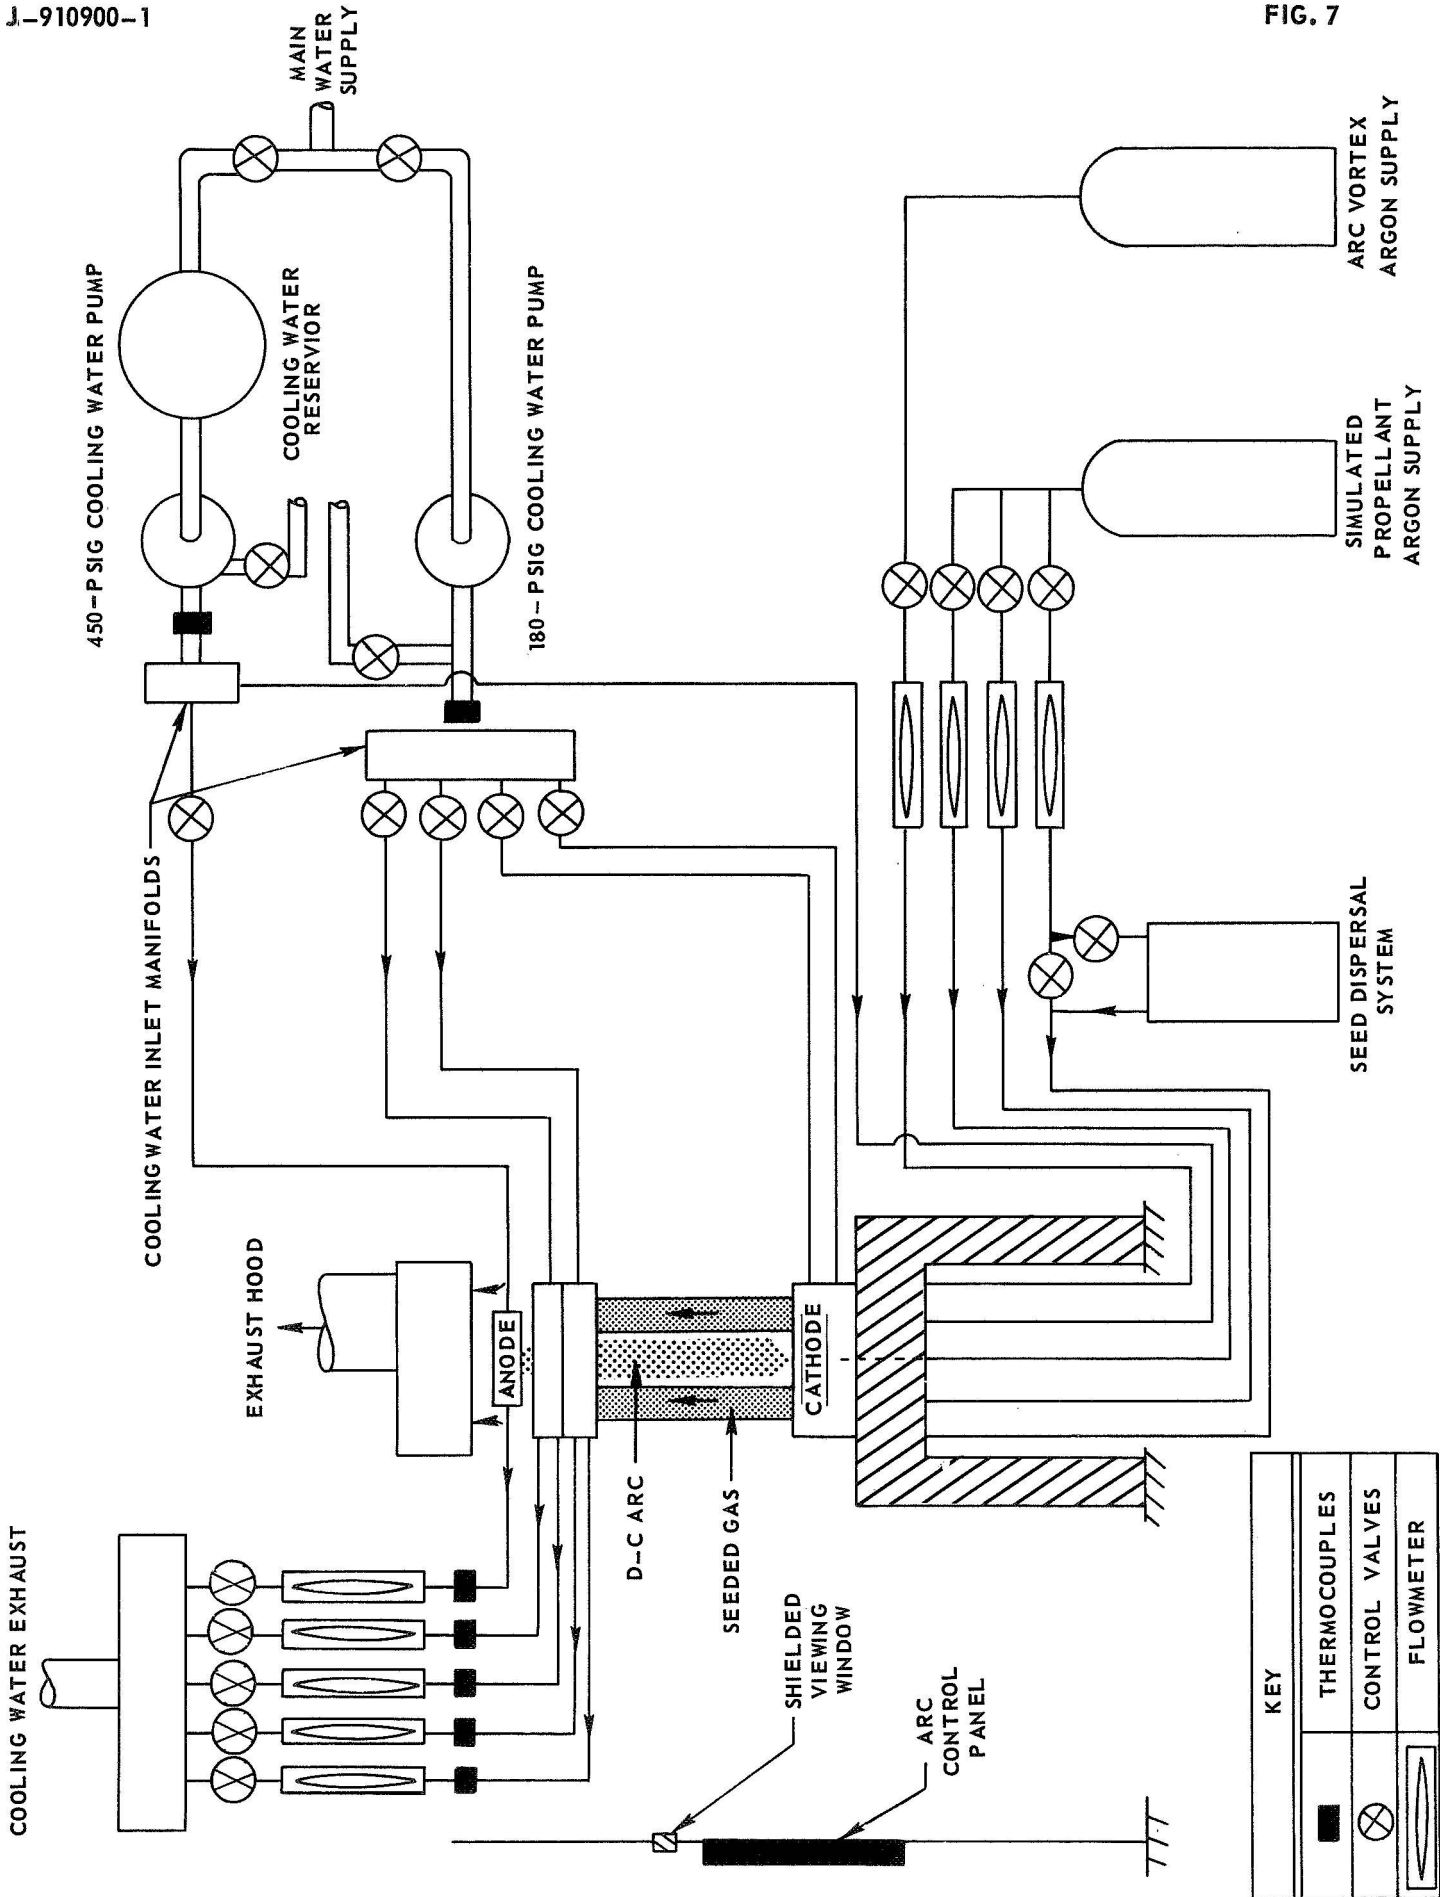 J-910900-1
FIG. 7
MAIN
WATER
SUPPLY
450-PSIG COOLING WATER PUMP
COOLING WATER
RESERVIOR
180-PSIG COOLING WATER PUMP
COOLING WATER INLET MANIFOLDS
ARC VORTEX
ARGON SUPPLY
SIMULATED
PROPELLANT
ARGON SUPPLY
SEED DISPERSAL
SYSTEM
EXHAUST HOOD
ANODE
CATHODE
D-C ARC
SEEDED GAS
COOLING WATER EXHAUST
SHIELDED
VIEWING
WINDOW
ARC
CONTROL
PANEL
KEY
THERMOCOUPLES
CONTROL VALVES
FLOWMETER